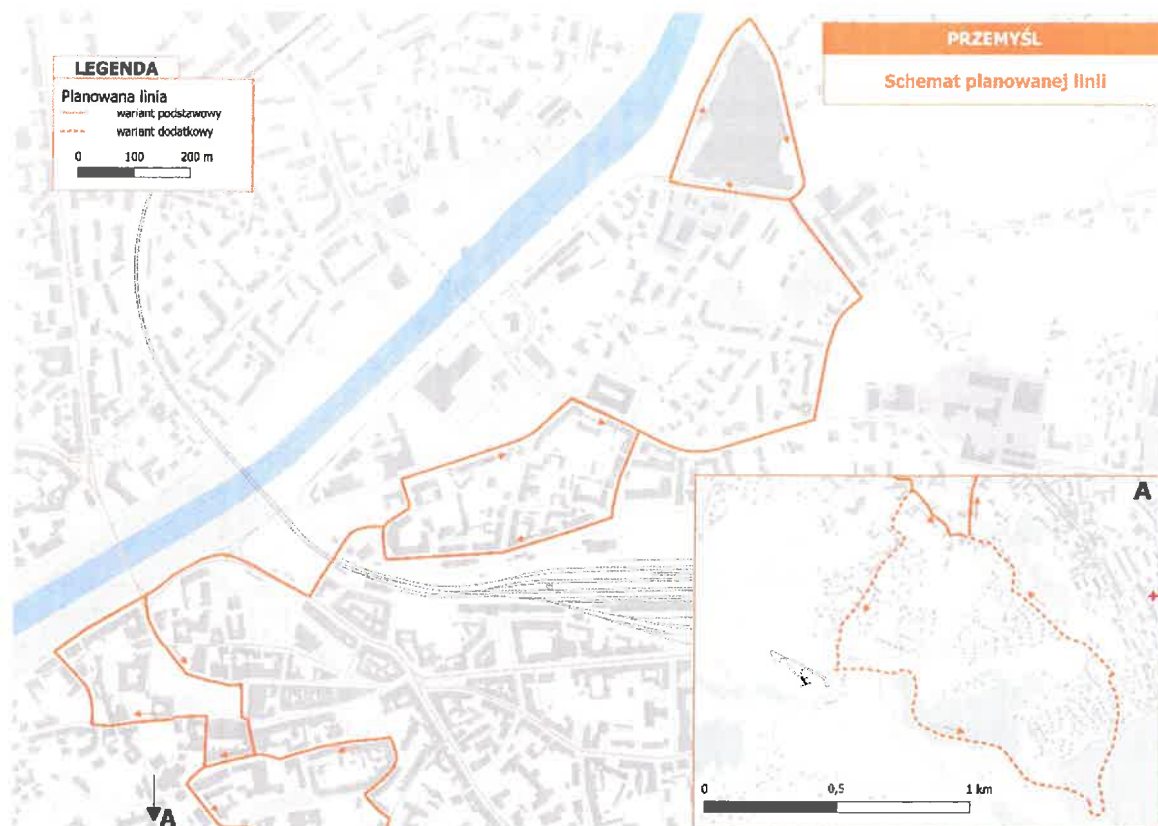 LEGENDA
Planowana linia
wariant podstawowy
wariant dodatkowy
0 100 200 m
PRZEMYŚL
Schemat planowanej linii
A
0 0,5 1 km
A